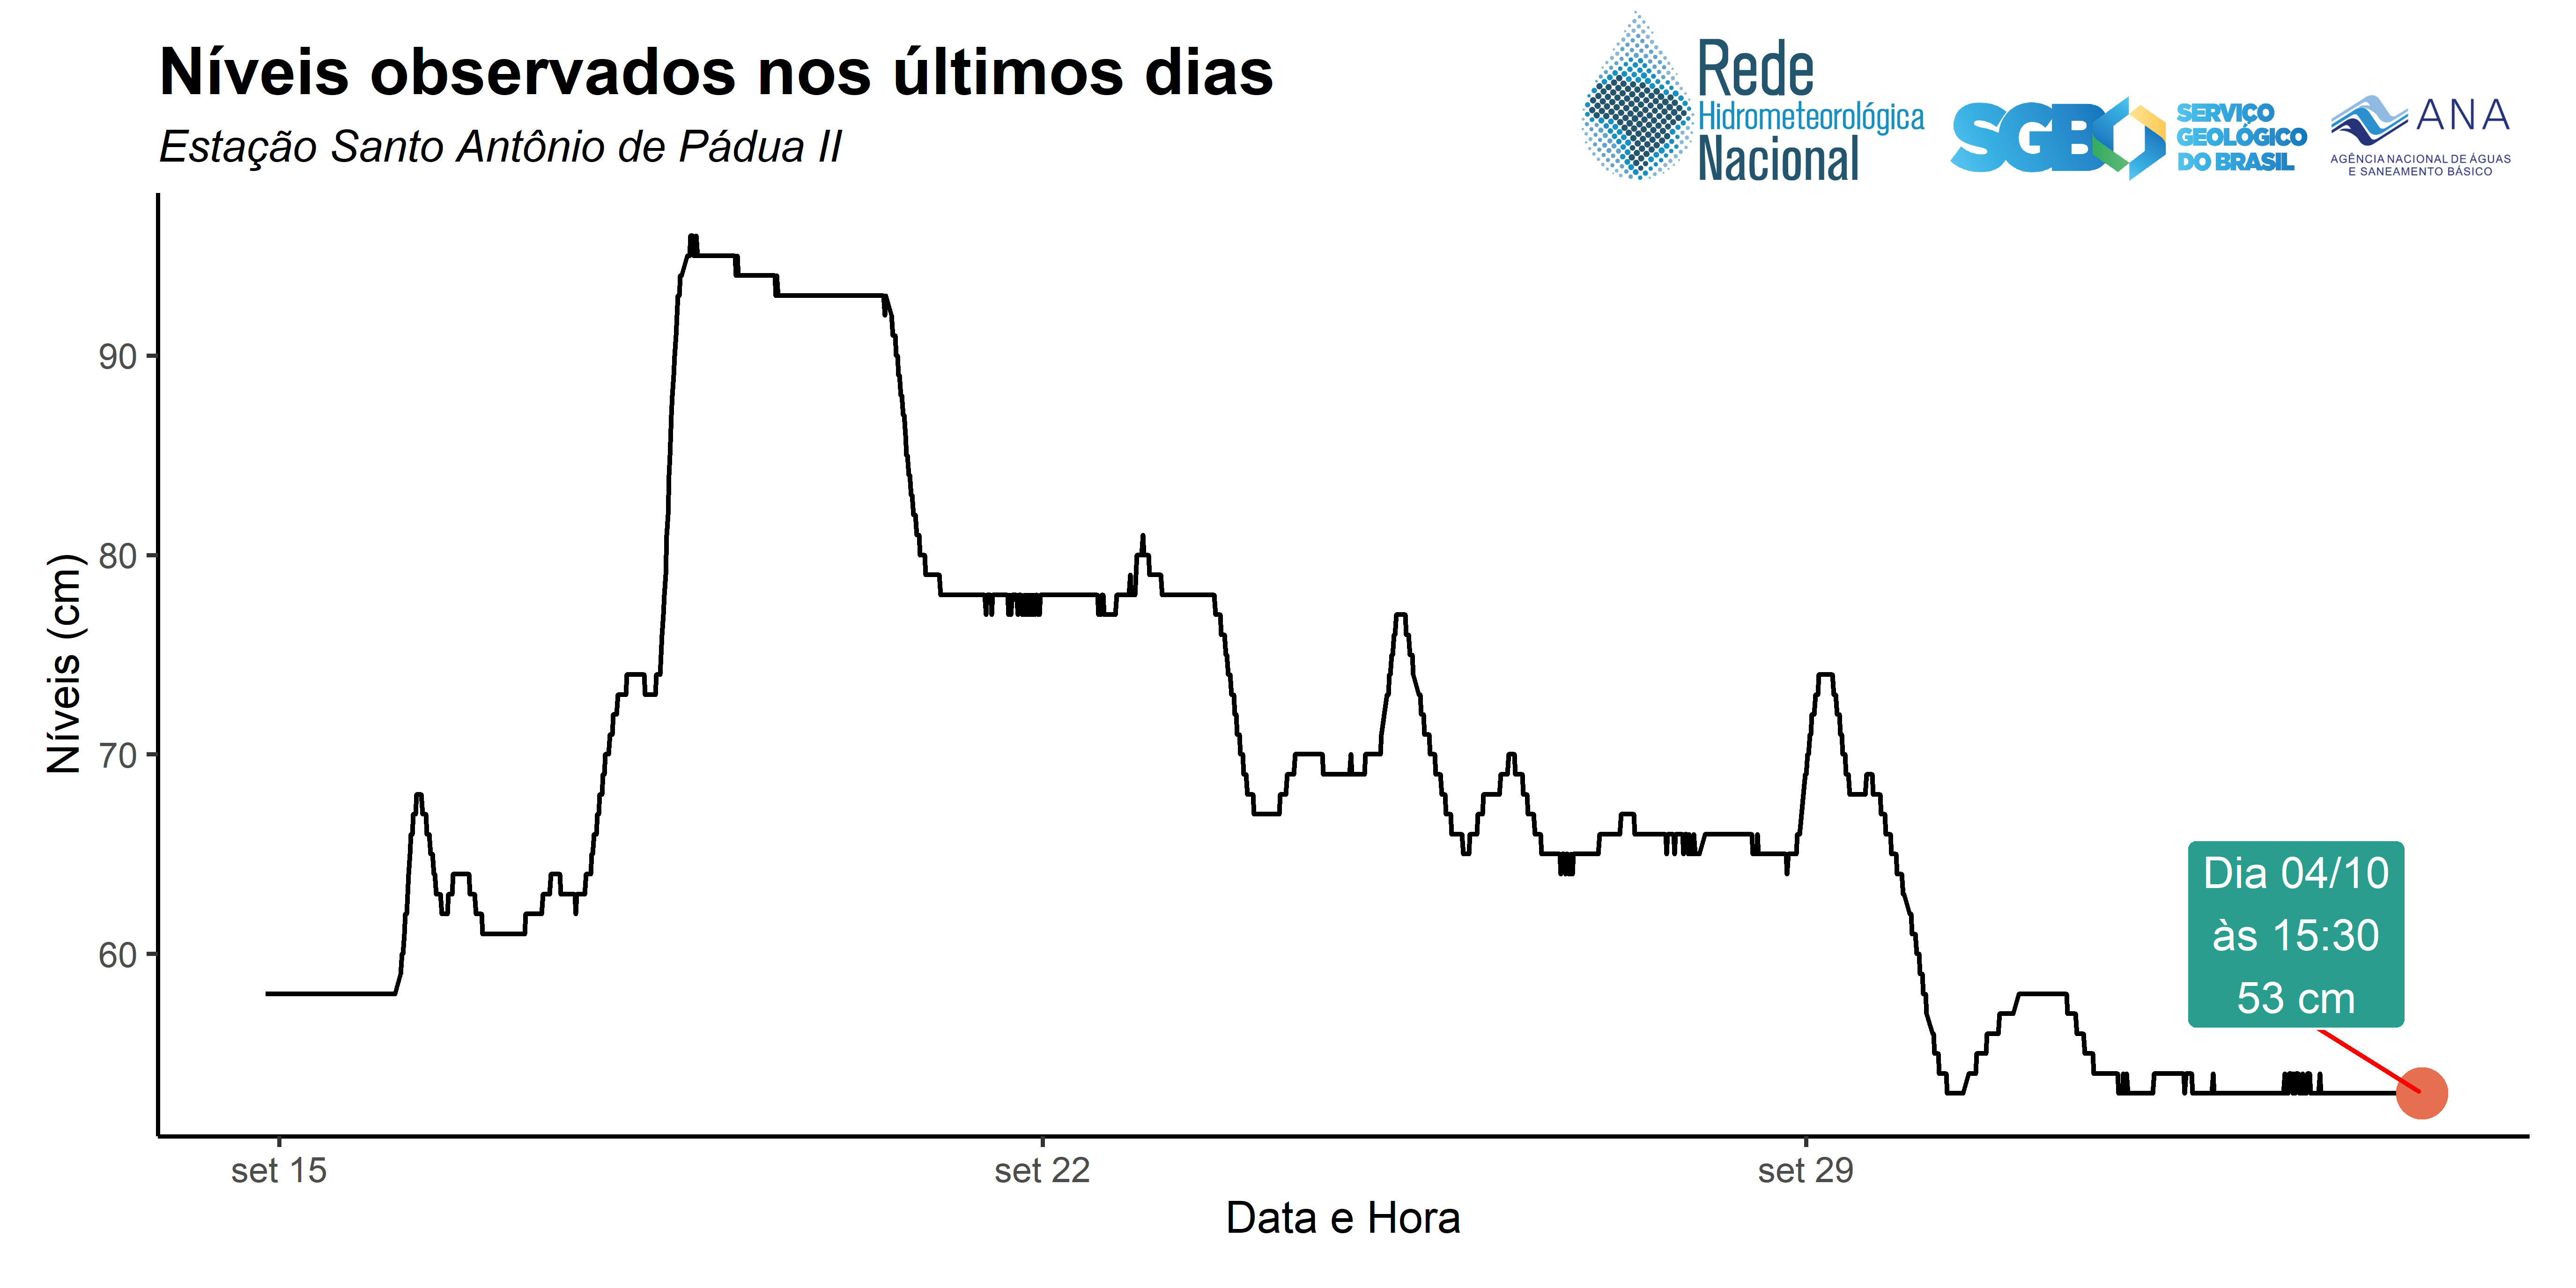 Níveis observados nos últimos dias
Estação Santo Antônio de Pádua II
Rede
Hidrometeorológica
Nacional
SGB
SERVIÇO
GEOLÓGICO
DO BRASIL
ANA
AGÊNCIA NACIONAL DE ÁGUAS
E SANEAMENTO BÁSICO
Níveis (cm)
90
80
70
60
Dia 04/10
às 15:30
53 cm
set 15
set 22
set 29
Data e Hora